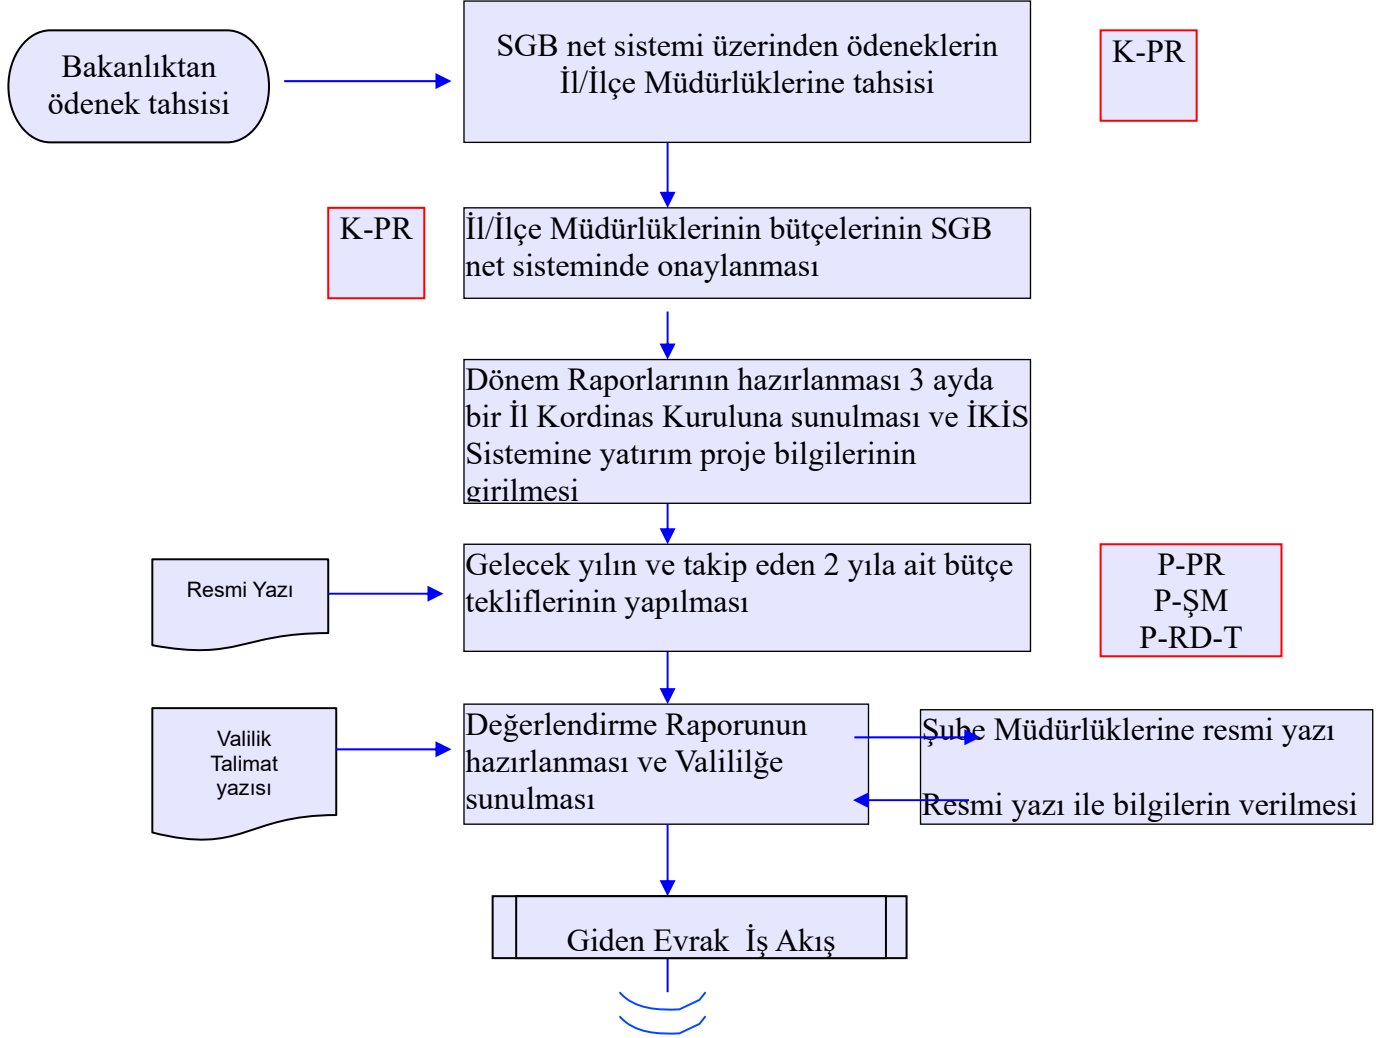 Bakanlıktan
ödenek tahsisi
SGB net sistemi üzerinden ödeneklerin
İl/İlçe Müdürlüklerine tahsisi
K-PR
K-PR
İl/İlçe Müdürlüklerinin bütçelerinin SGB
net sisteminde onaylanması
Dönem Raporlarının hazırlanması 3 ayda
bir İl Kordinas Kuruluna sunulması ve İKİS
Sistemine yatırım proje bilgilerinin
girilmesi
Resmi Yazı
Gelecek yılın ve takip eden 2 yıla ait bütçe
tekliflerinin yapılması
P-PR
P-ŞM
P-RD-T
Valilik
Talimat
yazısı
Değerlendirme Raporunun
hazırlanması ve Valililğe
sunulması
Şube Müdürlüklerine resmi yazı
Resmi yazı ile bilgilerin verilmesi
Giden Evrak  İş Akış